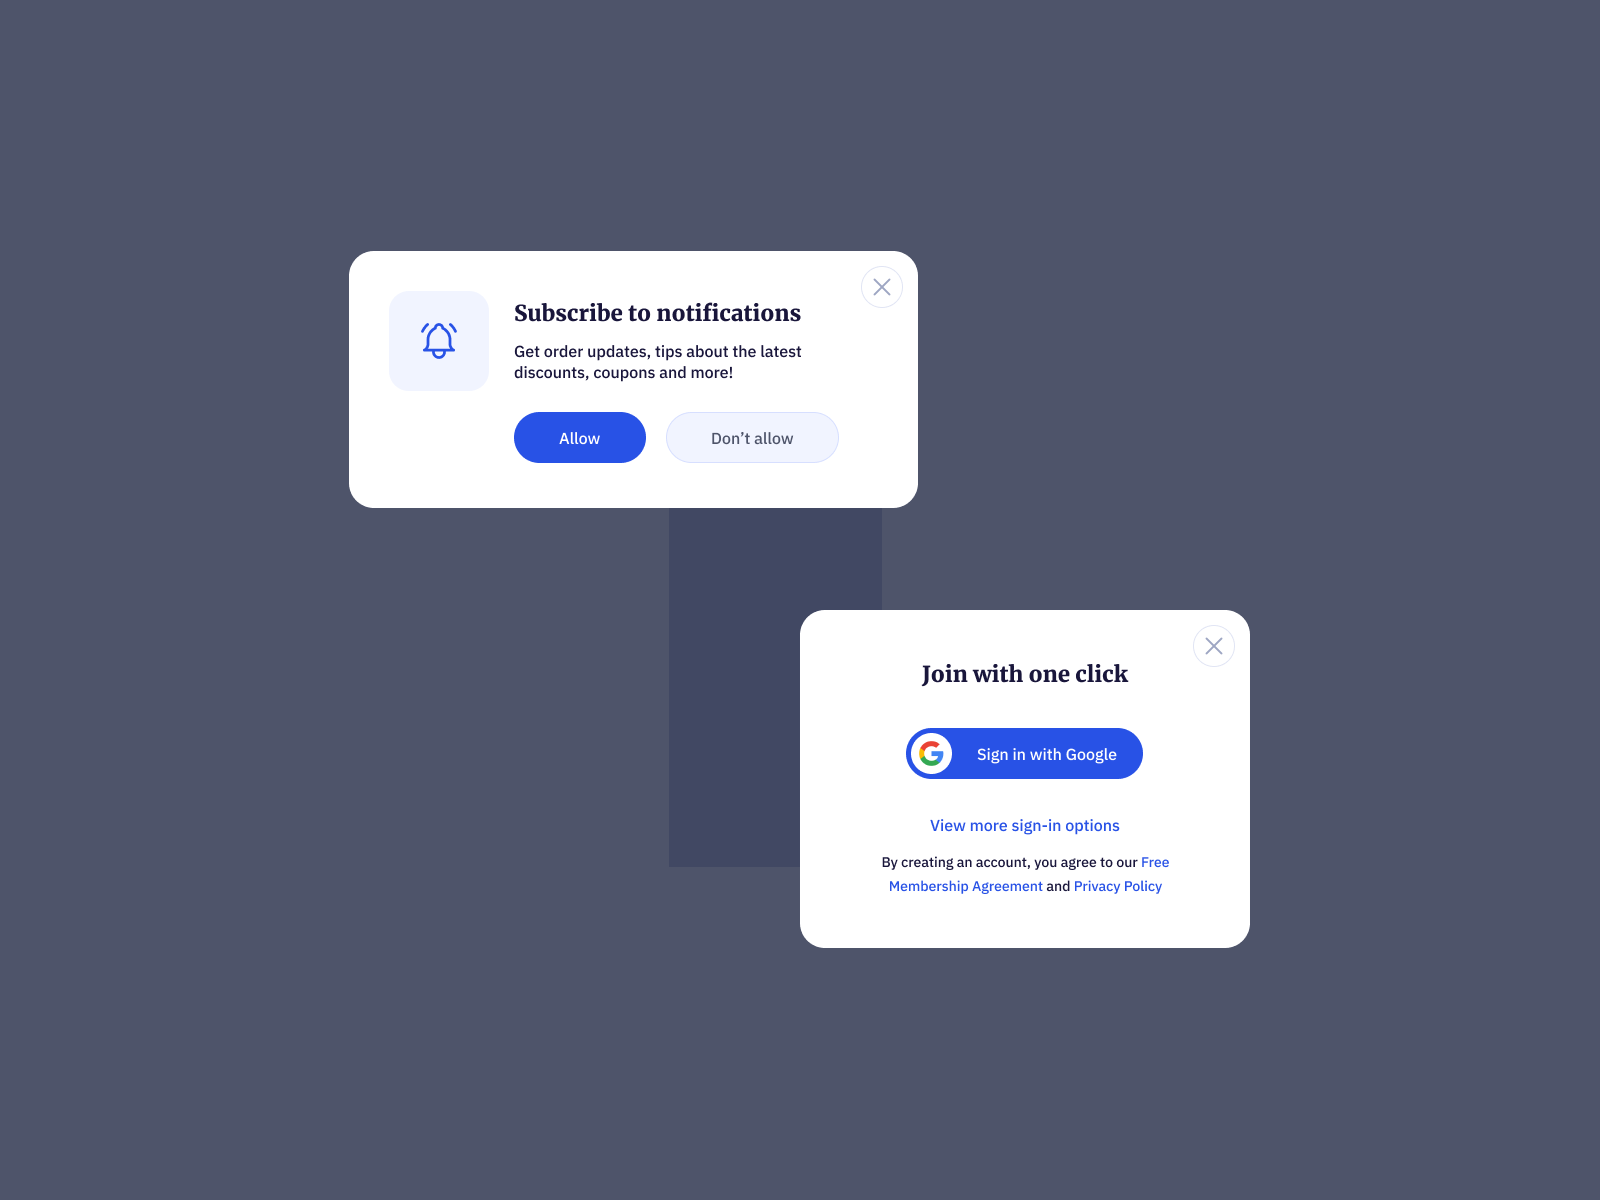 Subscribe to notifications
Get order updates, tips about the latest
discounts, coupons and more!
Allow
Don’t allow
Join with one click
Sign in with Google
View more sign-in options
By creating an account, you agree to our Free
Membership Agreement and Privacy Policy